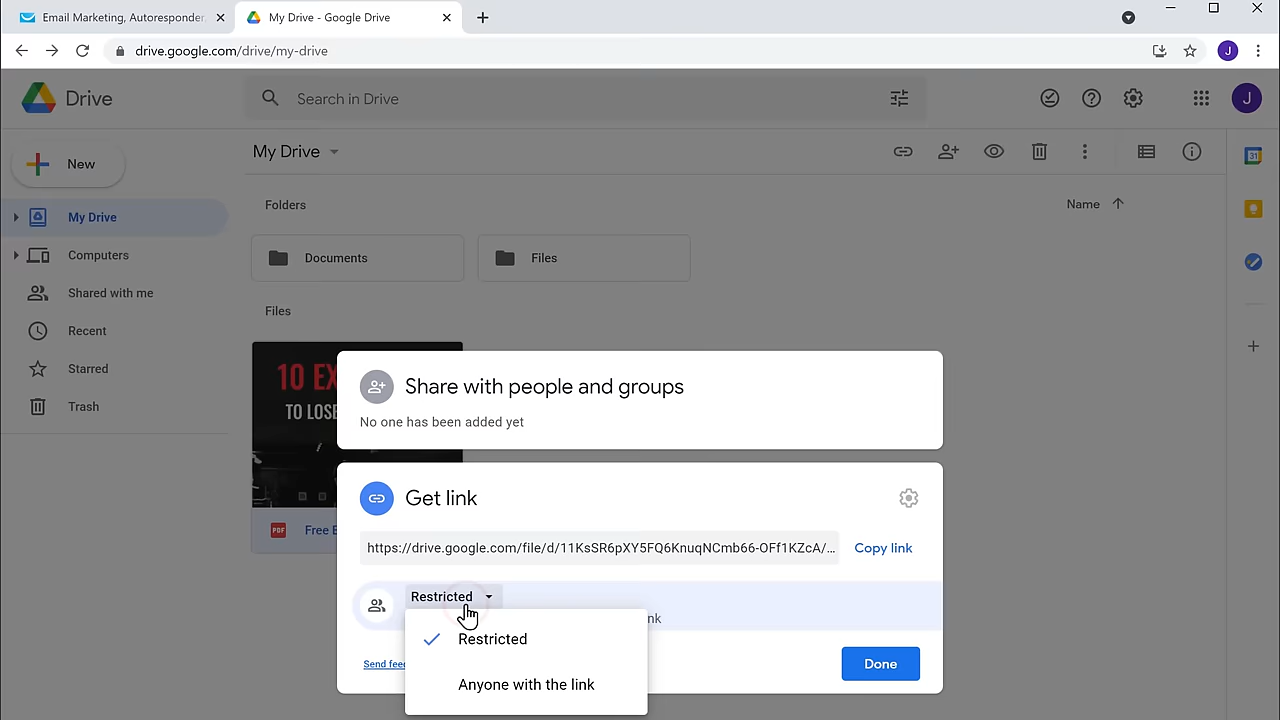 Email Marketing, Autoresponder
My Drive - Google Drive
drive.google.com/drive/my-drive
J
Drive
Search in Drive
J
New
My Drive
31
My Drive
Folders
Name
Computers
Documents
Files
Shared with me
Files
Recent
Starred
10 EX
TO LOSE
Trash
Share with people and groups
No one has been added yet
Get link
PDF
Free E
https://drive.google.com/file/d/11KsSR6pXY5FQ6KnuqNCmb66-OFf1KZcA/...
Copy link
Restricted
nk
Restricted
Send feed
Done
Anyone with the link